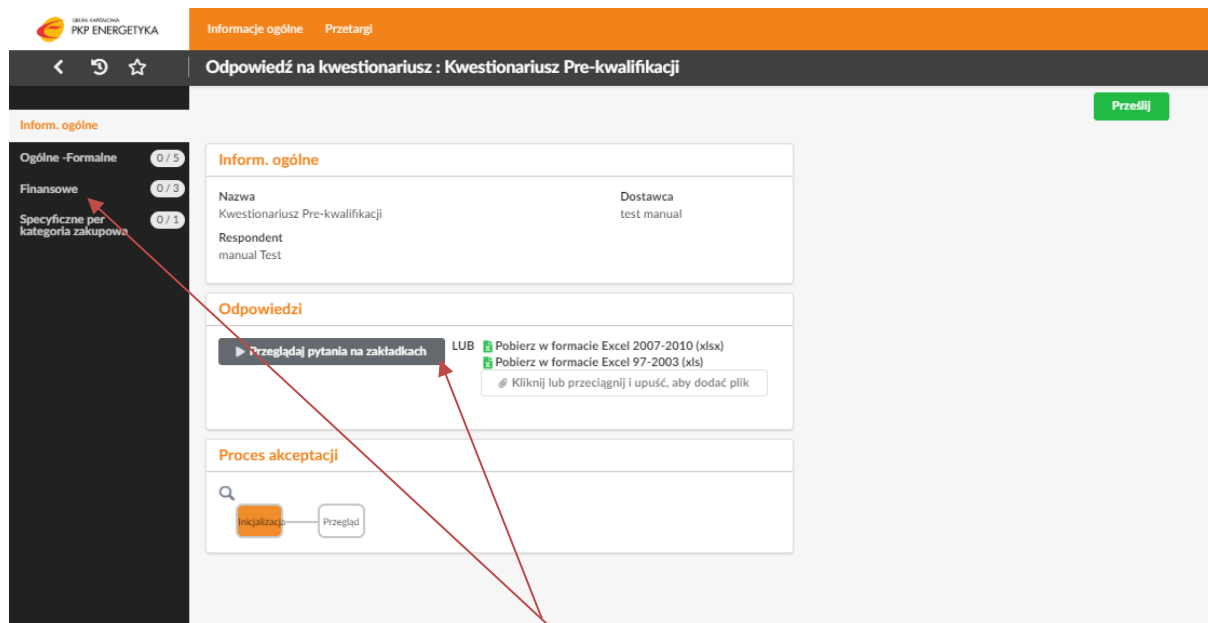 GRUPA KAPITAŁOWA
PKP ENERGETYKA
Informacje ogólne Przetargi
Odpowiedź na kwestionariusz : Kwestionariusz Pre-kwalifikacji
Prześlij
Inform. ogólne
Ogólne -Formalne 0 / 5
Finansowe 0 / 3
Specyficzne per 0 / 1
kategoria zakupowa
Inform. ogólne
Nazwa Dostawca
Kwestionariusz Pre-kwalifikacji test manual
Respondent
manual Test
Odpowiedzi
Przeglądaj pytania na zakładkach LUB Pobierz w formacie Excel 2007-2010 (xlsx)
Pobierz w formacie Excel 97-2003 (xls)
Kliknij lub przeciągnij i upuść, aby dodać plik
Proces akceptacji
Inicjalizacja Przegląd